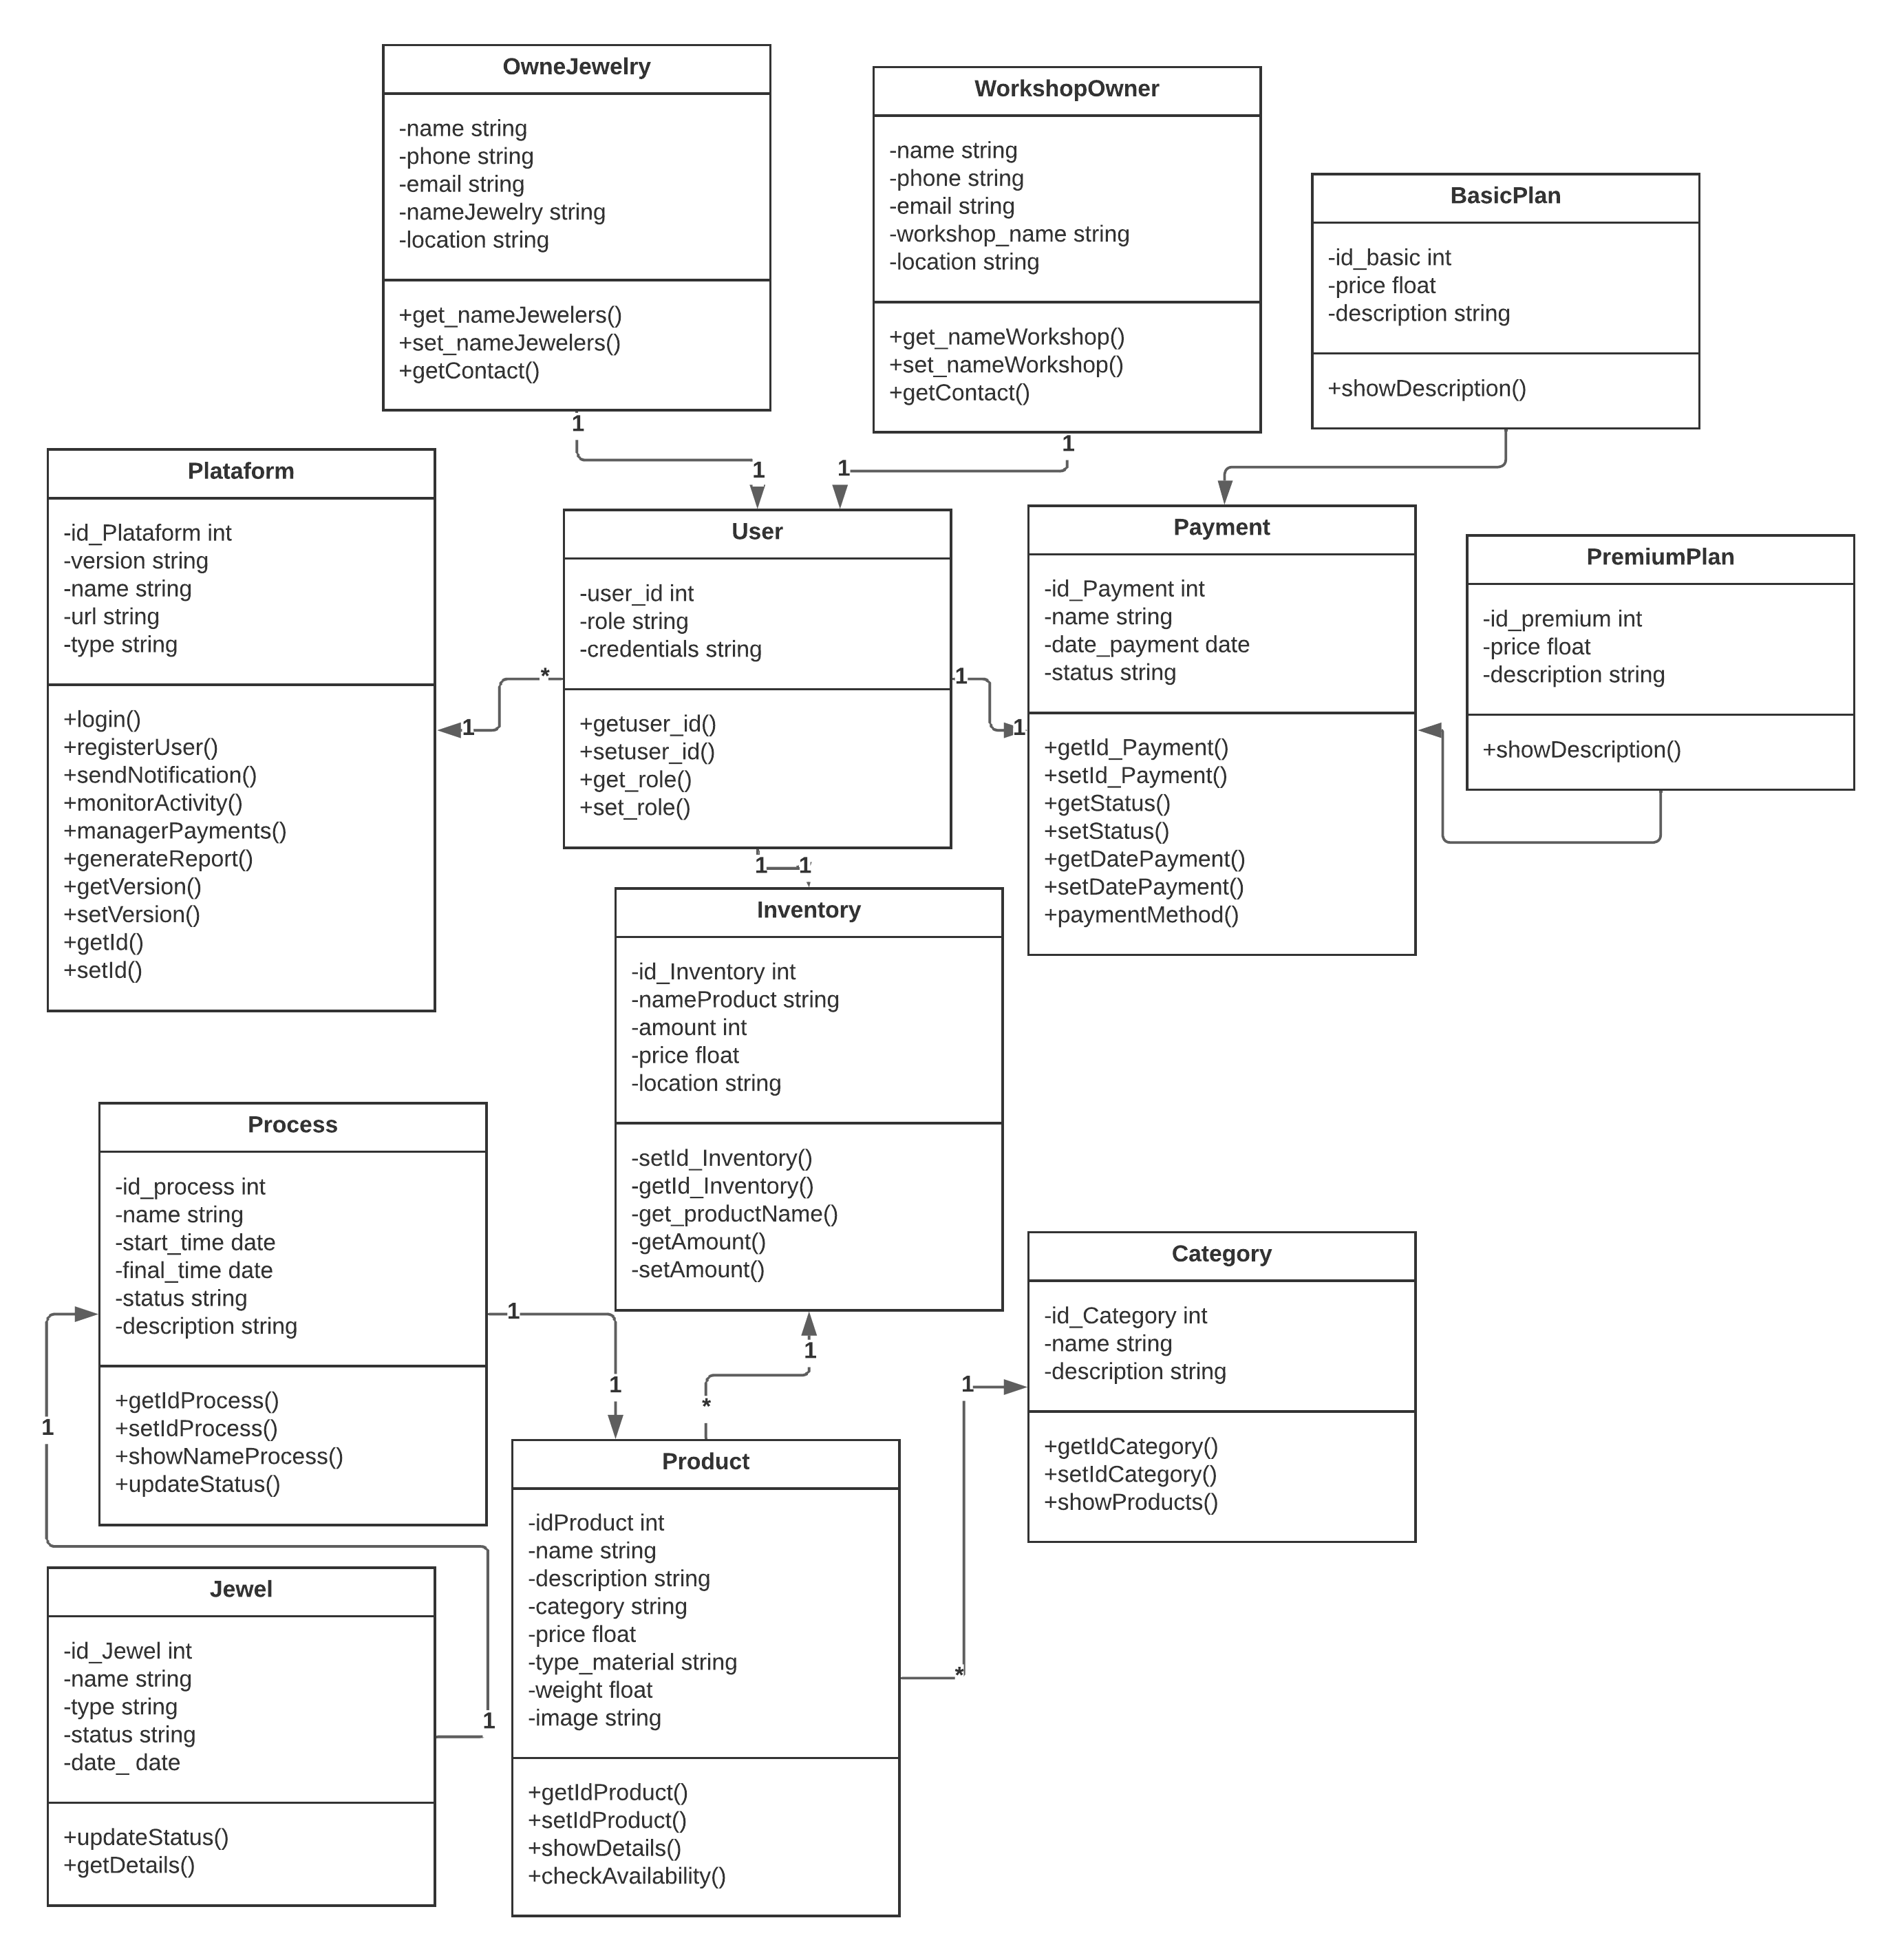 OwneJewelry
-name string
-phone string
-email string
-nameJewelry string
-location string
+get_nameJewelers()
+set_nameJewelers()
+getContact()
1
1
WorkshopOwner
-name string
-phone string
-email string
-workshop_name string
-location string
+get_nameWorkshop()
+set_nameWorkshop()
+getContact()
1
1
BasicPlan
-id_basic int
-price float
-description string
+showDescription()
Plataform
-id_Plataform int
-version string
-name string
-url string
-type string
+login()
+registerUser()
+sendNotification()
+monitorActivity()
+managerPayments()
+generateReport()
+getVersion()
+setVersion()
+getId()
+setId()
*
1
User
-user_id int
-role string
-credentials string
+getuser_id()
+setuser_id()
+get_role()
+set_role()
1
1
1
1
Payment
-id_Payment int
-name string
-date_payment date
-status string
+getId_Payment()
+setId_Payment()
+getStatus()
+setStatus()
+getDatePayment()
+setDatePayment()
+paymentMethod()
PremiumPlan
-id_premium int
-price float
-description string
+showDescription()
Inventory
-id_Inventory int
-nameProduct string
-amount int
-price float
-location string
-setId_Inventory()
-getId_Inventory()
-get_productName()
-getAmount()
-setAmount()
Process
-id_process int
-name string
-start_time date
-final_time date
-status string
-description string
+getIdProcess()
+setIdProcess()
+showNameProcess()
+updateStatus()
1
1
1
*
1
1
Category
-id_Category int
-name string
-description string
+getIdCategory()
+setIdCategory()
+showProducts()
Product
-idProduct int
-name string
-description string
-category string
-price float
-type_material string
-weight float
-image string
+getIdProduct()
+setIdProduct()
+showDetails()
+checkAvailability()
*
Jewel
-id_Jewel int
-name string
-type string
-status string
-date_ date
+updateStatus()
+getDetails()
1